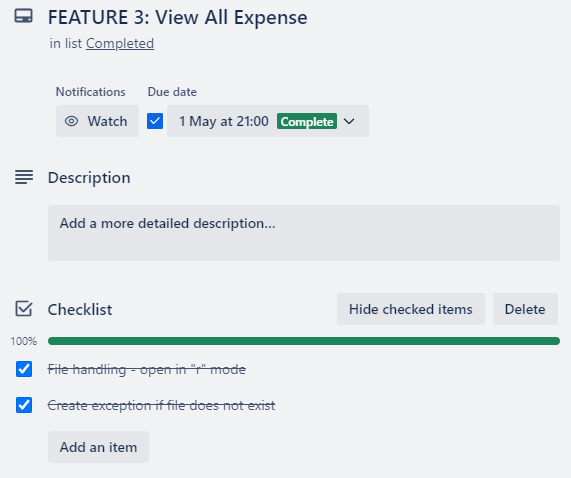 FEATURE 3: View All Expense
in list Completed
Notifications Due date
Watch 1 May at 21:00 Complete
Description
Add a more detailed description...
Checklist Hide checked items Delete
100%
File handling - open in "r" mode
Create exception if file does not exist
Add an item